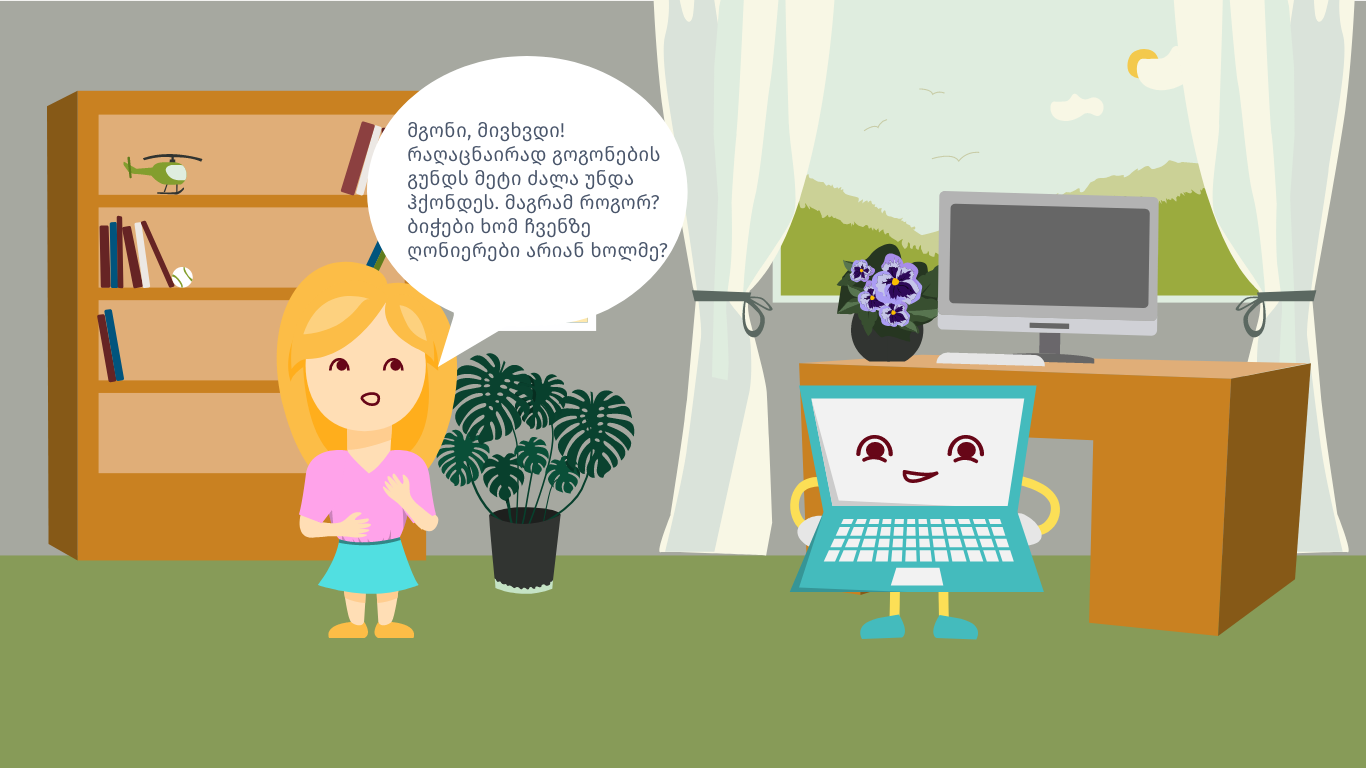 მგონი, მივხვდი!
რაღაცნაირად გოგონების
გუნდს მეტი ძალა უნდა
ჰქონდეს. მაგრამ როგორ?
ბიჭები ხომ ჩვენზე
ღონიერები არიან ხოლმე?